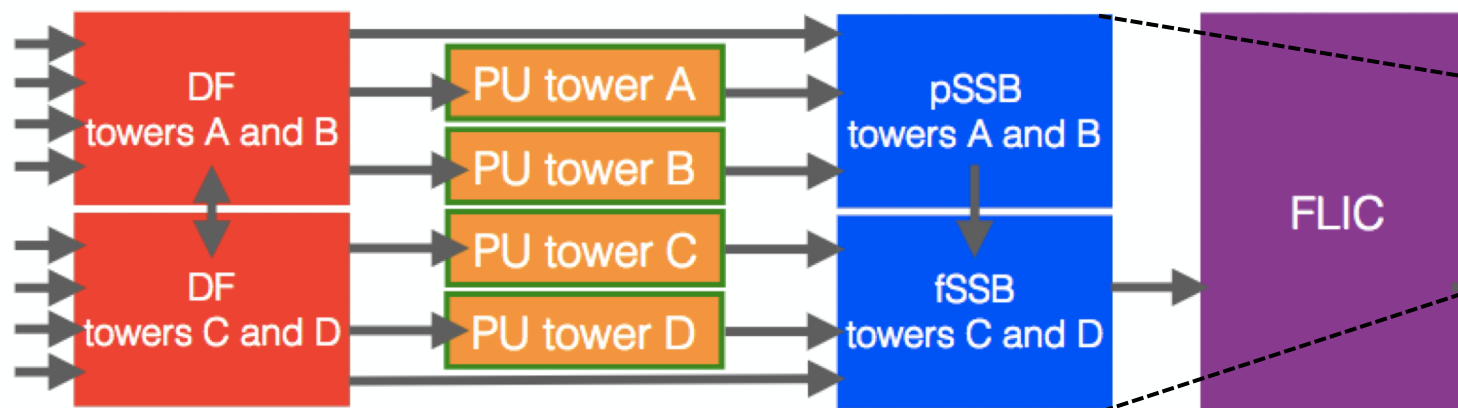 DF
towers A and B
PU tower A
PU tower B
pSSB
towers A and B
DF
towers C and D
PU tower C
PU tower D
fSSB
towers C and D
FLIC